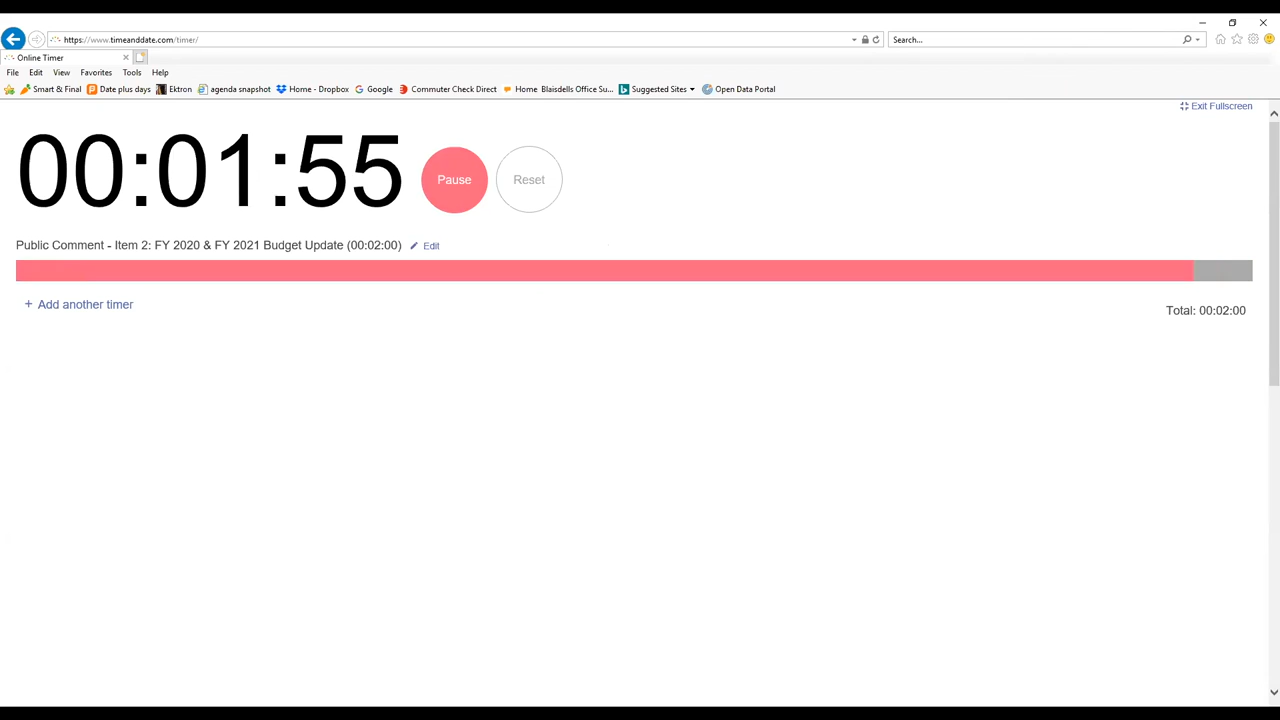 https://www.timeanddate.com/timer/
Search...
Online Timer
File Edit View Favorites Tools Help
Smart & Final Date plus days Ektron agenda snapshot Home - Dropbox Google Commuter Check Direct Home Blaisdells Office Su... Suggested Sites Open Data Portal
Exit Fullscreen
00:01:55 Pause Reset
Public Comment - Item 2: FY 2020 & FY 2021 Budget Update (00:02:00) Edit
+ Add another timer
Total: 00:02:00